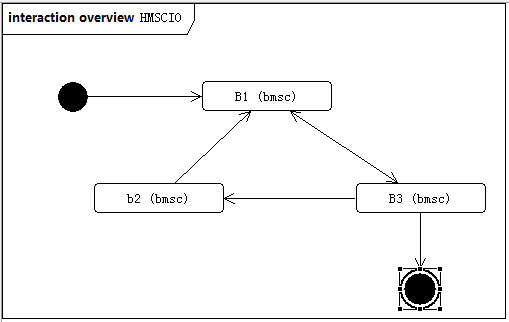 interaction overview HMSCIO
B1 (bmsc)
b2 (bmsc)
B3 (bmsc)